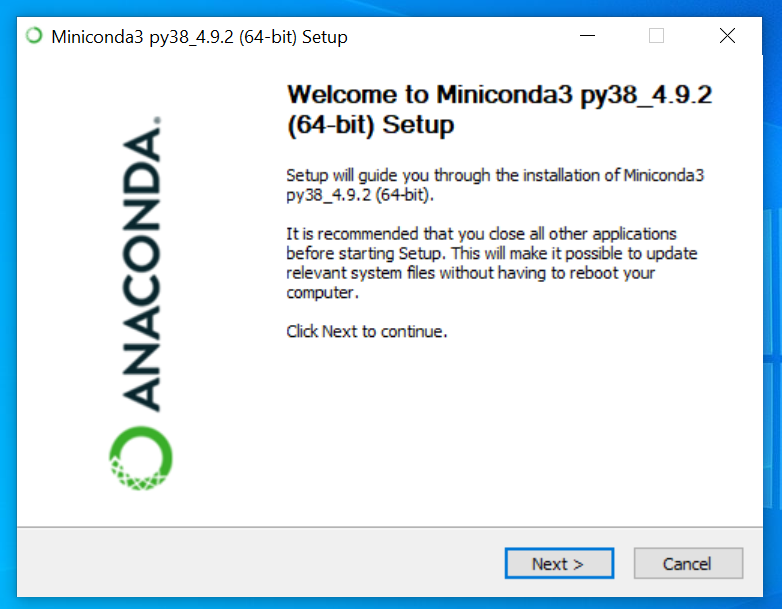 Miniconda3 py38_4.9.2 (64-bit) Setup
Welcome to Miniconda3 py38_4.9.2
(64-bit) Setup
Setup will guide you through the installation of Miniconda3
py38_4.9.2 (64-bit).
It is recommended that you close all other applications
before starting Setup. This will make it possible to update
relevant system files without having to reboot your
computer.
Click Next to continue.
ANACONDA.
Next >
Cancel